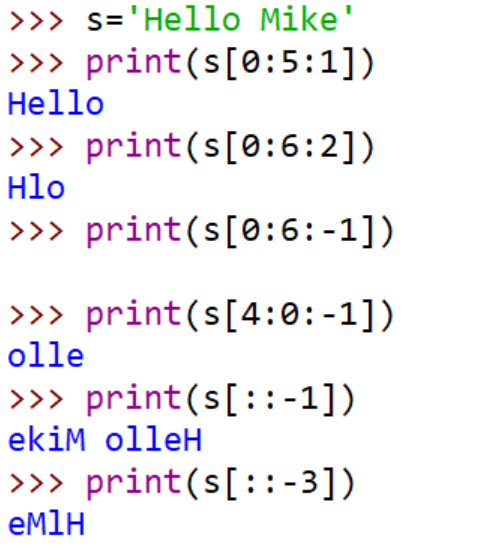 >>> s='Hello Mike'
>>> print(s[0:5:1])
Hello
>>> print(s[0:6:2])
Hlo
>>> print(s[0:6:-1])

>>> print(s[4:0:-1])
olle
>>> print(s[::-1])
ekiM olleH
>>> print(s[::-3])
eMlH